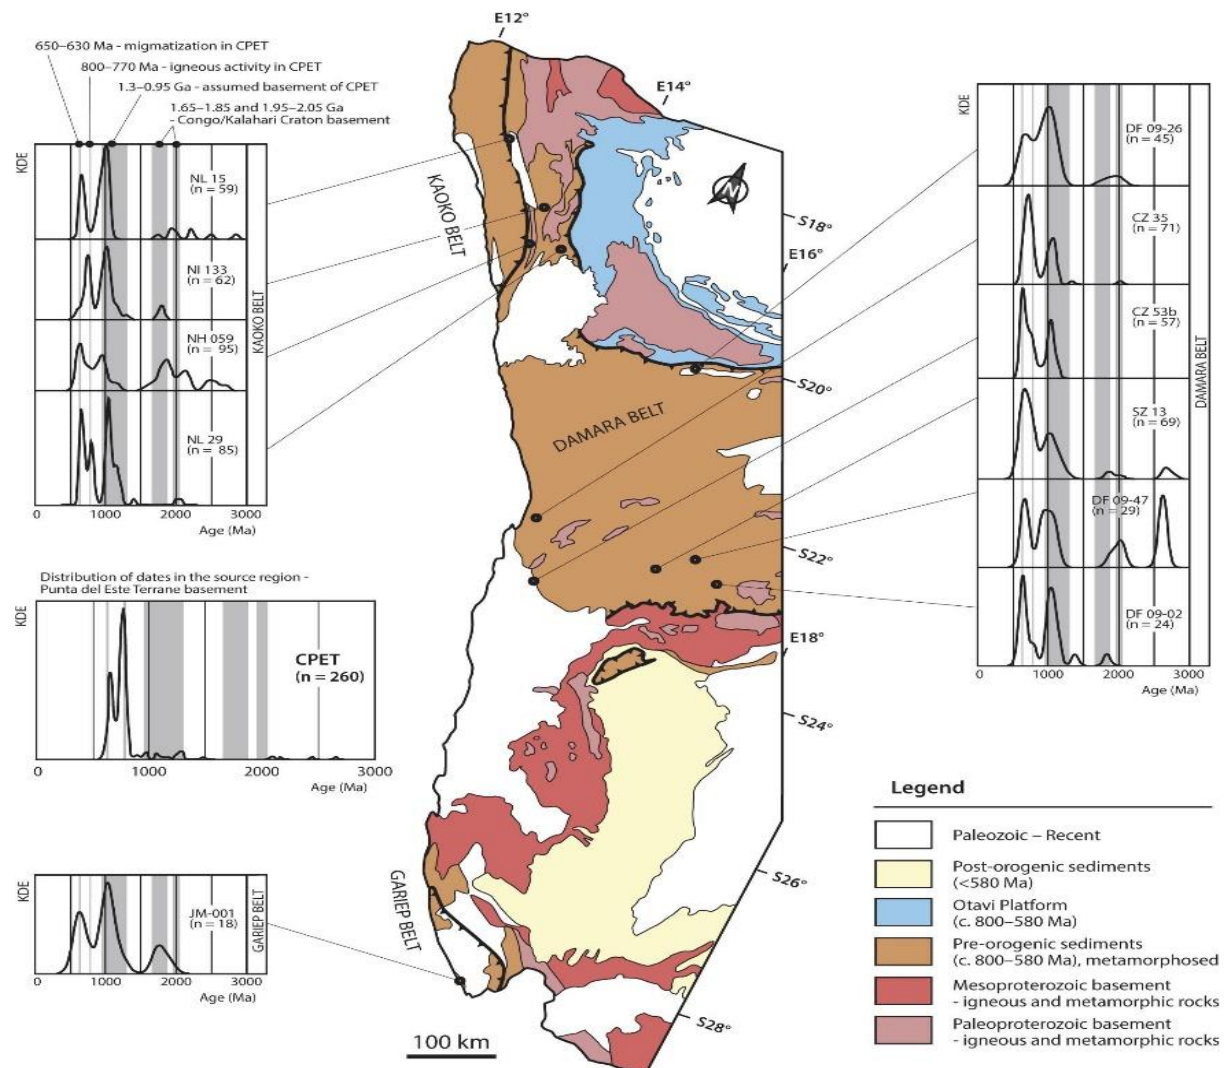 E12°
650–630 Ma - migmatization in CPET
800–770 Ma - igneous activity in CPET
1.3–0.95 Ga - assumed basement of CPET
1.65–1.85 and 1.95–2.05 Ga
- Congo/Kalahari Craton basement
KDE
NL 15
(n = 59)
NI 133
(n = 62)
NH 059
(n = 95)
NL 29
(n = 85)
KAOKO BELT
0
1000
2000
3000
Age (Ma)
Distribution of dates in the source region -
Punta del Este Terrane basement
KDE
CPET
(n = 260)
0
1000
2000
3000
Age (Ma)
KDE
JM-001
(n = 18)
GARIEP BELT
0
1000
2000
3000
Age (Ma)
E14°
N
KAOKO BELT
S18°
E16°
S20°
DAMARA BELT
S22°
E18°
S24°
S26°
GARIEP BELT
S28°
100 km
KDE
DF 09-26
(n = 45)
CZ 35
(n = 71)
CZ 53b
(n = 57)
SZ 13
(n = 69)
DF 09-47
(n = 29)
DF 09-02
(n = 24)
DAMARA BELT
0
1000
2000
3000
Age (Ma)
Legend
Paleozoic – Recent
Post-orogenic sediments
(<580 Ma)
Otavi Platform
(c. 800–580 Ma)
Pre-orogenic sediments
(c. 800–580 Ma), metamorphosed
Mesoproterozoic basement
- igneous and metamorphic rocks
Paleoproterozoic basement
- igneous and metamorphic rocks